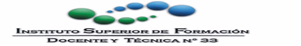 Instituto Superior de Formación
Docente y Técnica nº 33